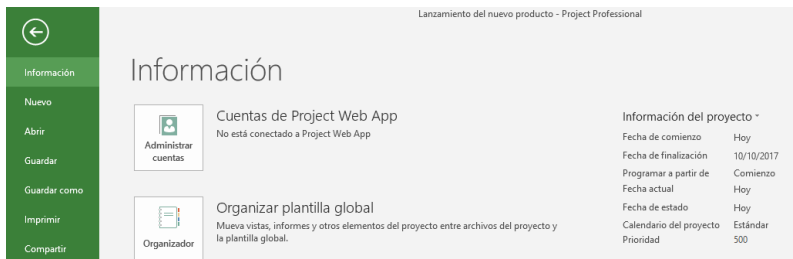 Lanzamiento del nuevo producto - Project Professional
Información
Nuevo
Abrir
Guardar
Guardar como
Imprimir
Compartir
Información
Administrar
cuentas
Cuentas de Project Web App
No está conectado a Project Web App
Organizador
Organizar plantilla global
Mueva vistas, informes y otros elementos del proyecto entre archivos del proyecto y
la plantilla global.
Información del proyecto
Fecha de comienzo Hoy
Fecha de finalización 10/10/2017
Programar a partir de Comienzo
Fecha actual Hoy
Fecha de estado Hoy
Calendario del proyecto Estándar
Prioridad 500